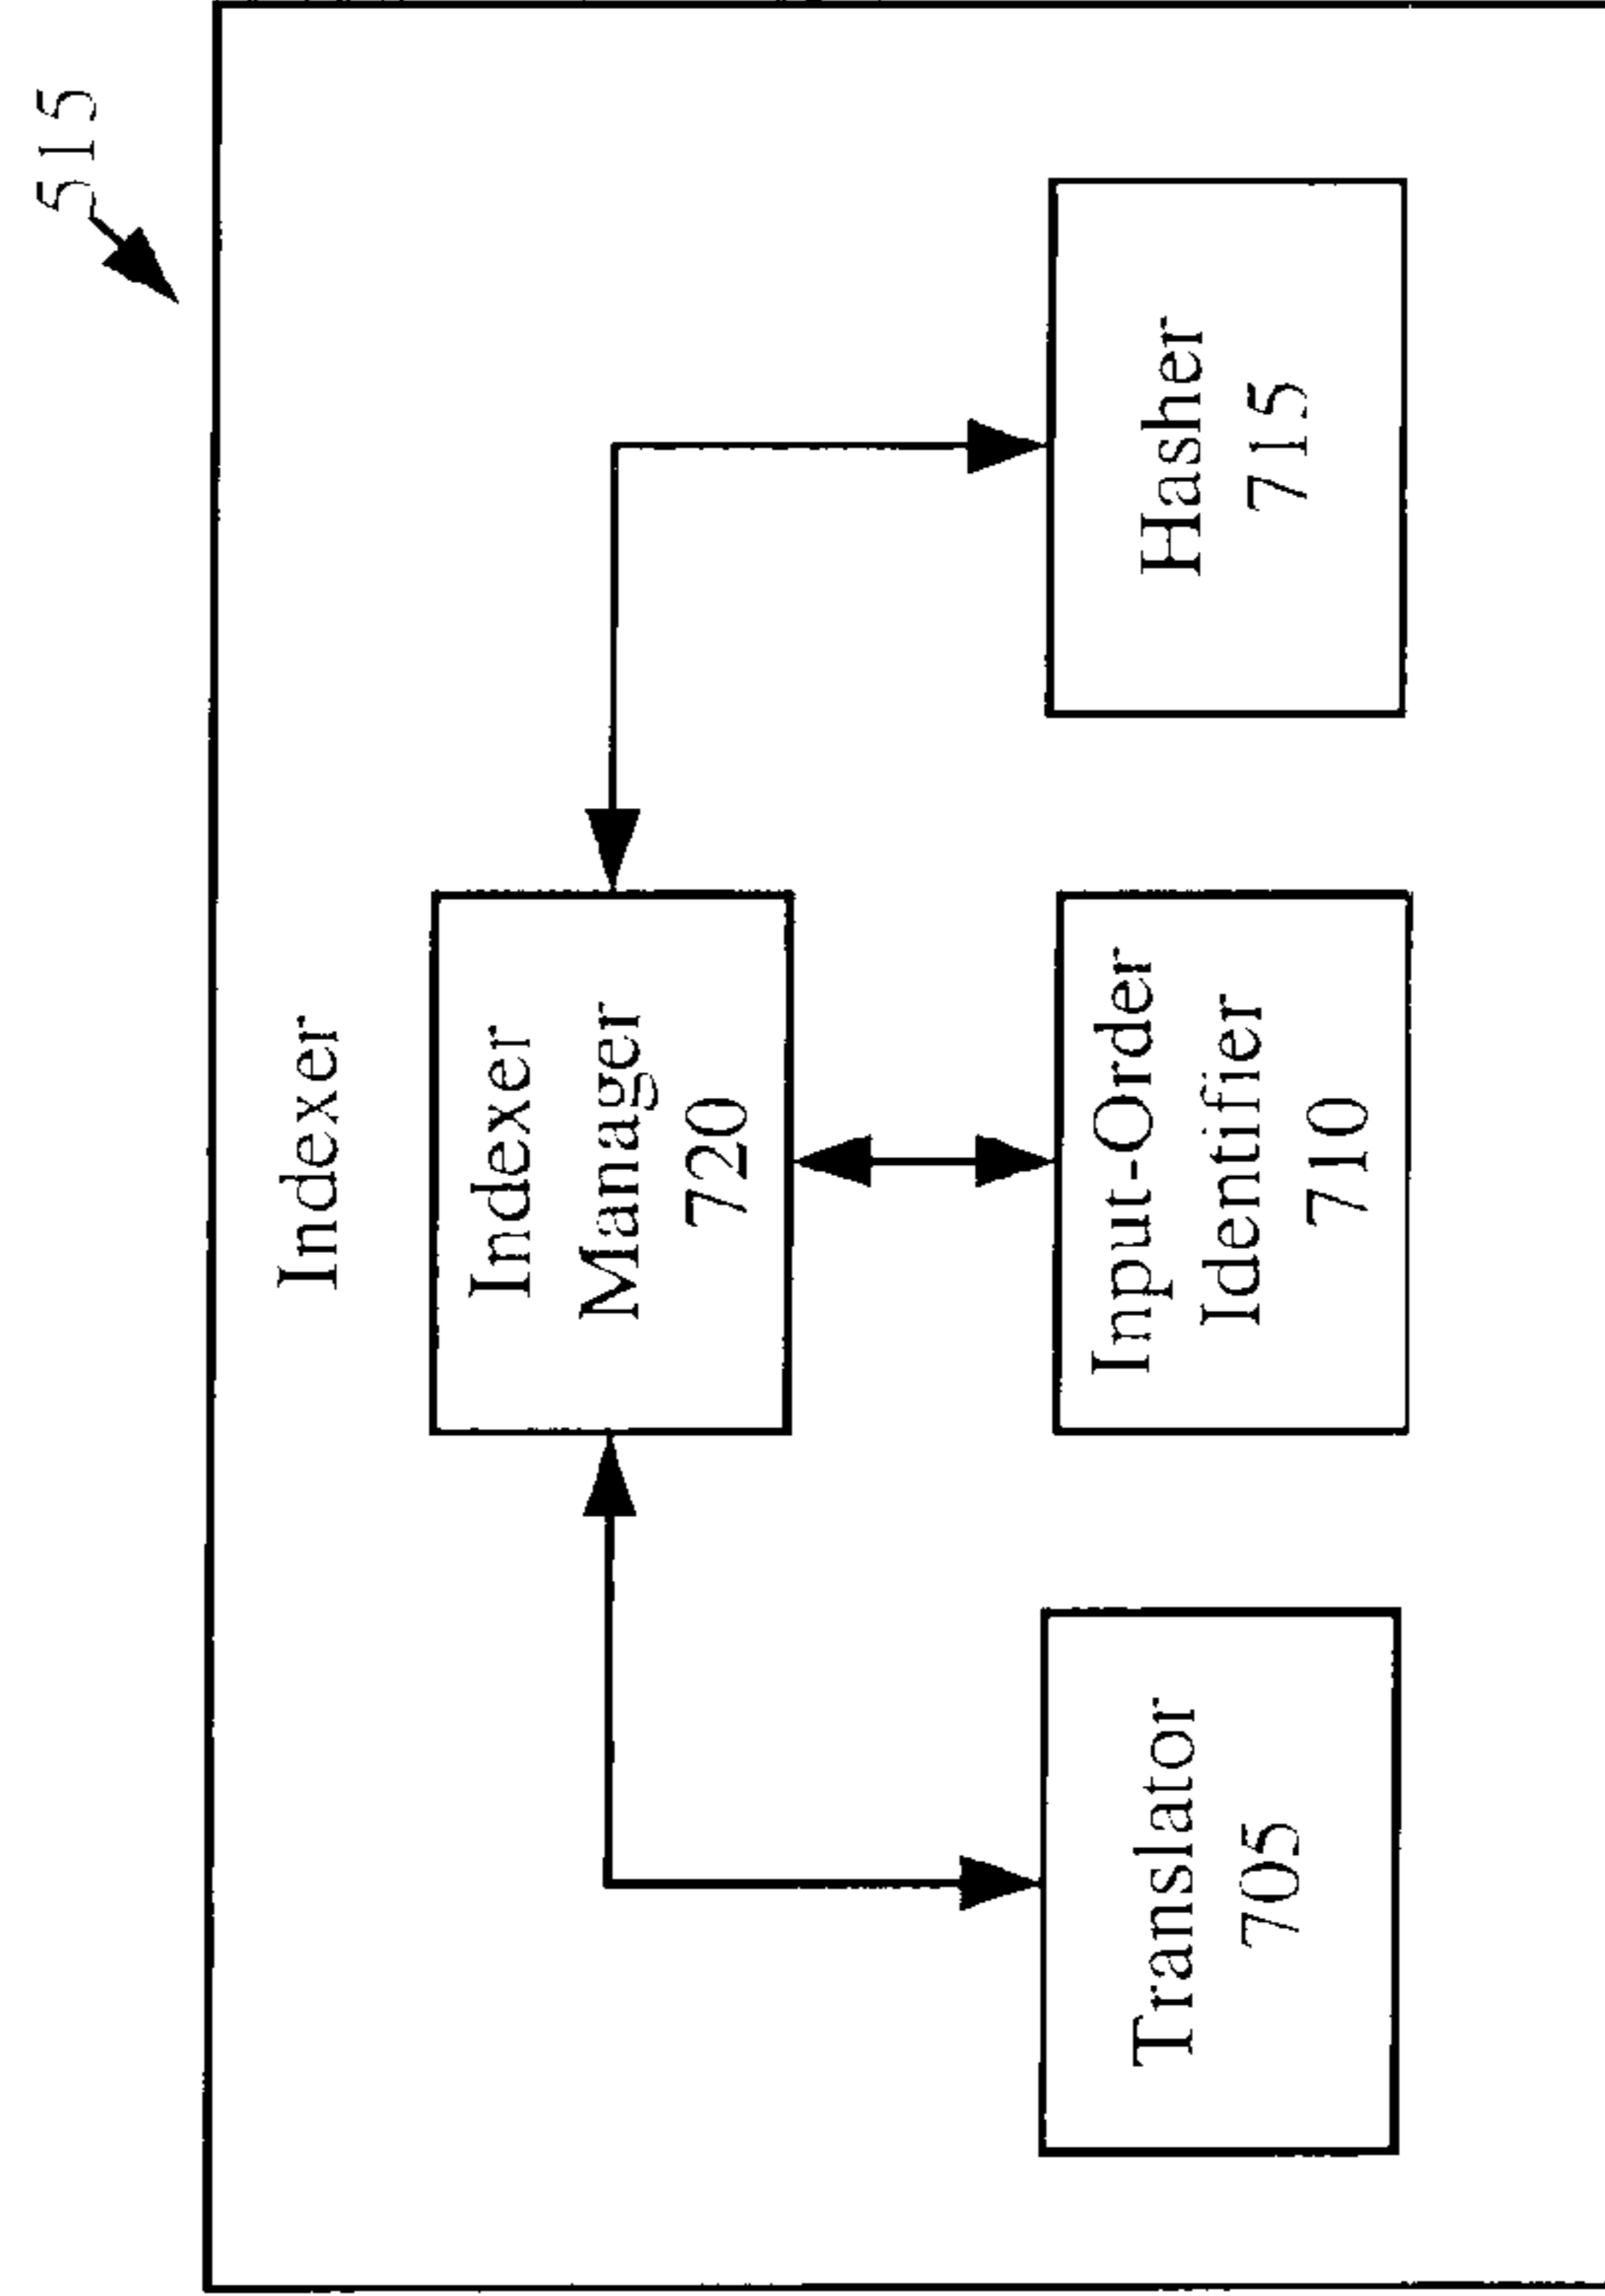 515
Indexer
Indexer
Manager
720
Translator
705
Input-Order
Identifier
710
Hasher
715